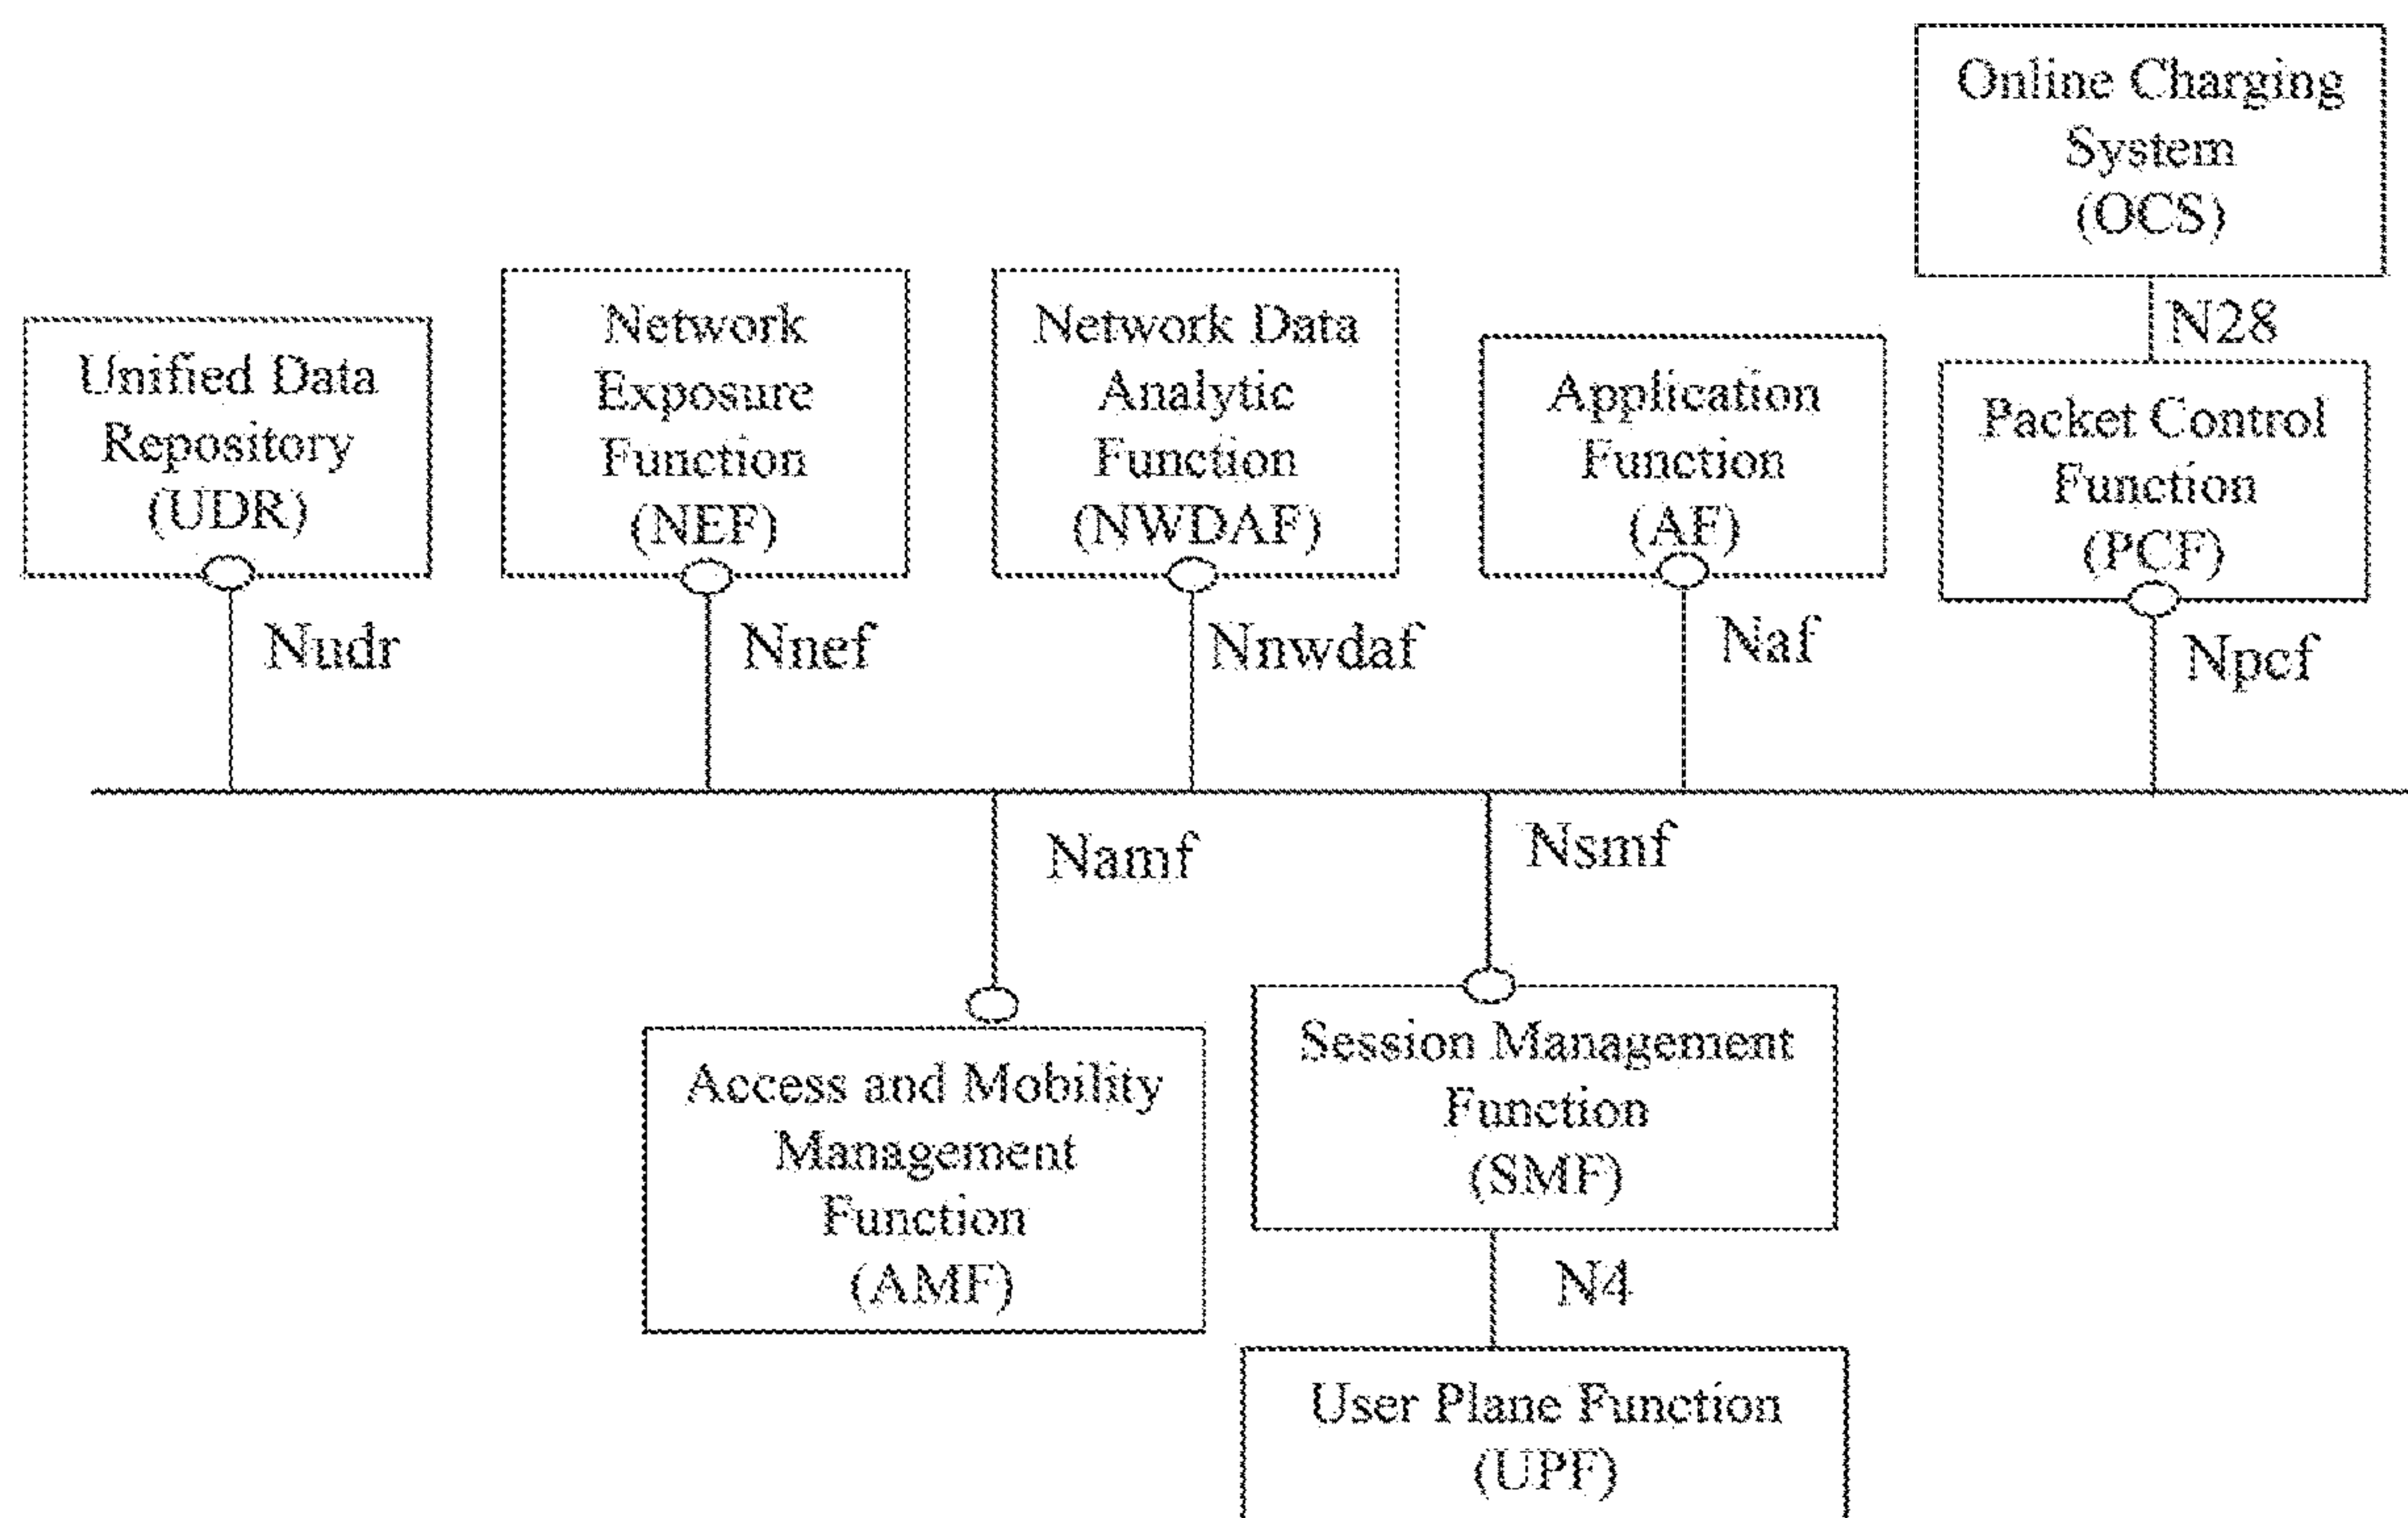 Online Charging
System
(OCS)
N28
Unified Data
Repository
(UDR)
Network
Exposure
Function
(NEF)
Network Data
Analytic
Function
(NWDAF)
Application
Function
(AF)
Packet Control
Function
(PCF)
Nudr
Nnef
Nnwdaf
Naf
Npcf
Namf
Nsmf
Access and Mobility
Management
Function
(AMF)
Session Management
Function
(SMF)
N4
User Plane Function
(UPF)